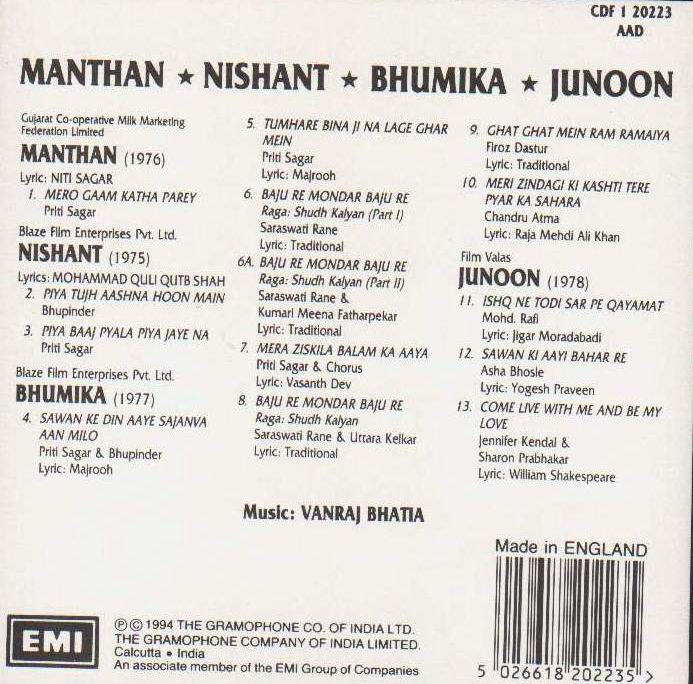 CDF 1 20223
AAD
MANTHAN ★ NISHANT ★ BHUMIKA ★ JUNOON
Gujarat Co-operative Milk Marketing
Federation Limited
MANTHAN (1976)
Lyric: NITI SAGAR
1. MERO GAAM KATHA PAREY
Priti Sagar
Blaze Film Enterprises Pvt. Ltd.
NISHANT (1975)
Lyrics: MOHAMMAD QULI QUTB SHAH
2. PIYA TUJH AASHNA HOON MAIN
Bhupinder
3. PIYA BAAJ PYALA PIYA JAYE NA
Priti Sagar
Blaze Film Enterprises Pvt. Ltd.
BHUMIKA (1977)
4. SAWAN KE DIN AAYE SAJANVA
AAN MILO
Priti Sagar & Bhupinder
Lyric: Majrooh
5. TUMHARE BINA JI NA LAGE GHAR
MEIN
Priti Sagar
Lyric: Majrooh
6. BAJU RE MONDAR BAJU RE
Raga: Shudh Kalyan (Part I)
Saraswati Rane
Lyric: Traditional
6A. BAJU RE MONDAR BAJU RE
Raga: Shudh Kalyan (Part II)
Saraswati Rane &
Kumari Meena Fatharpekar
Lyric: Traditional
7. MERA ZISKILA BALAM KA AAYA
Priti Sagar & Chorus
Lyric: Vasanth Dev
8. BAJU RE MONDAR BAJU RE
Raga: Shudh Kalyan
Saraswati Rane & Uttara Kelkar
Lyric: Traditional
9. GHAT GHAT MEIN RAM RAMAIYA
Firoz Dastur
Lyric: Traditional
10. MERI ZINDAGI KI KASHTI TERE
PYAR KA SAHARA
Chandru Atma
Lyric: Raja Mehdi Ali Khan
Film Valas
JUNOON (1978)
11. ISHQ NE TODI SAR PE QAYAMAT
Mohd. Rafi
Lyric: Jigar Moradabadi
12. SAWAN KI AAYI BAHAR RE
Asha Bhosle
Lyric: Yogesh Praveen
13. COME LIVE WITH ME AND BE MY
LOVE
Jennifer Kendal &
Sharon Prabhakar
Lyric: William Shakespeare
Music: VANRAJ BHATIA
Made in ENGLAND
5 026618 202235 >
EMI
℗ © 1994 THE GRAMOPHONE CO. OF INDIA LTD.
THE GRAMOPHONE COMPANY OF INDIA LIMITED.
Calcutta • India
An associate member of the EMI Group of Companies